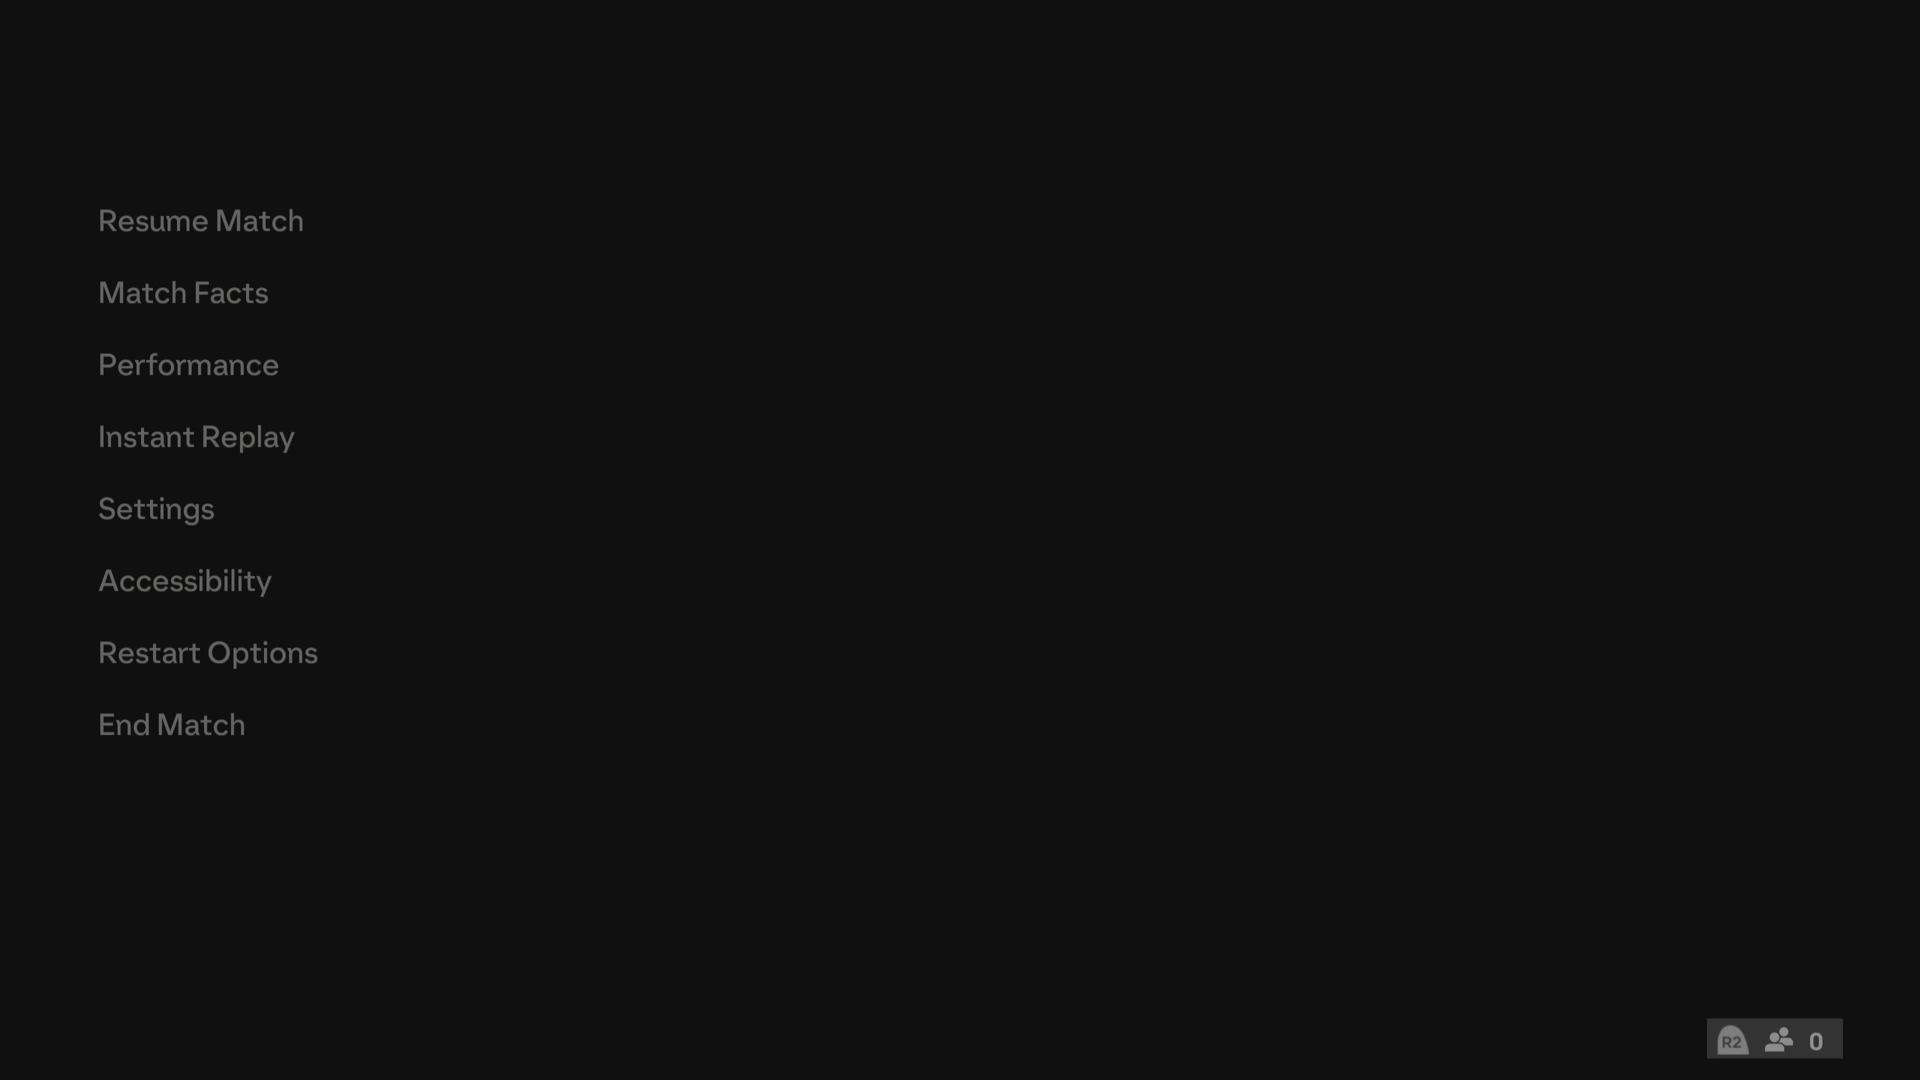 Resume Match
Match Facts
Performance
Instant Replay
Settings
Accessibility
Restart Options
End Match
R2 0